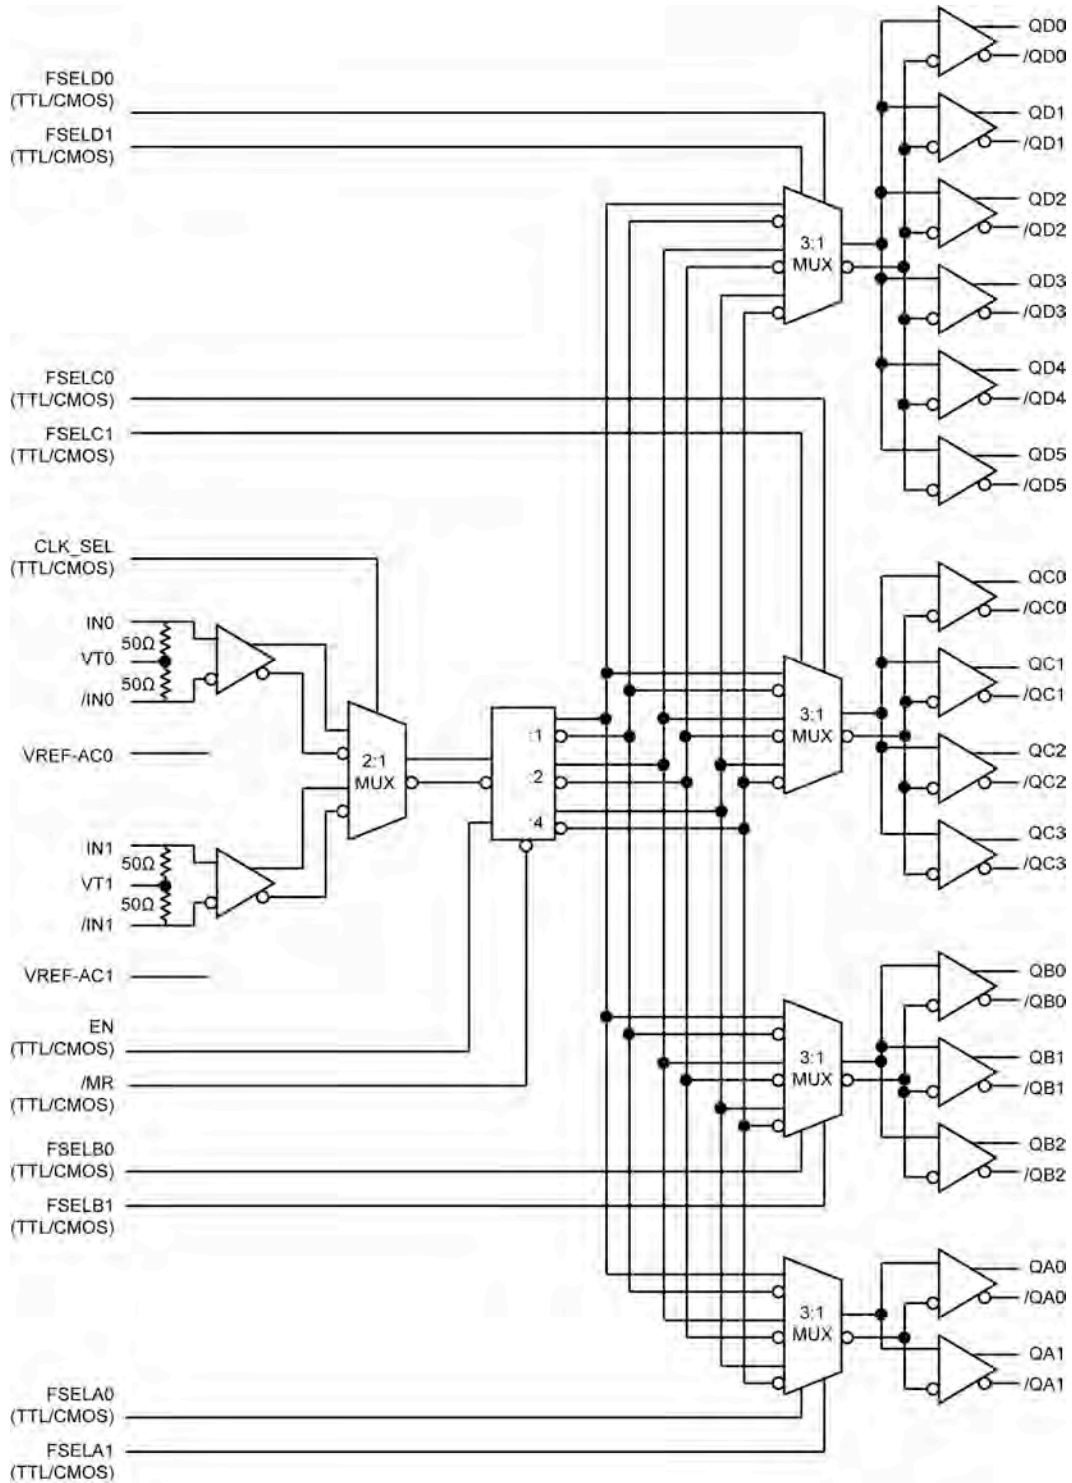 QD0
/QD0
FSELD0
(TTL/CMOS)
QD1
FSELD1
/QD1
(TTL/CMOS)
QD2
/QD2
3:1
MUX
QD3
/QD3
QD4
FSELC0
/QD4
(TTL/CMOS)
FSELC1
(TTL/CMOS)
QD5
/QD5
CLK_SEL
(TTL/CMOS)
QC0
/QC0
IN0
50Ω
VT0
50Ω
/IN0
QC1
/QC1
3:1
MUX
:1
VREF-AC0
2:1
MUX
:2
QC2
/QC2
:4
IN1
50Ω
VT1
50Ω
/IN1
QC3
/QC3
VREF-AC1
QB0
/QB0
EN
(TTL/CMOS)
3:1
MUX
QB1
/QB1
/MR
(TTL/CMOS)
FSELB0
(TTL/CMOS)
QB2
/QB2
FSELB1
(TTL/CMOS)
QA0
/QA0
3:1
MUX
QA1
/QA1
FSELA0
(TTL/CMOS)
FSELA1
(TTL/CMOS)